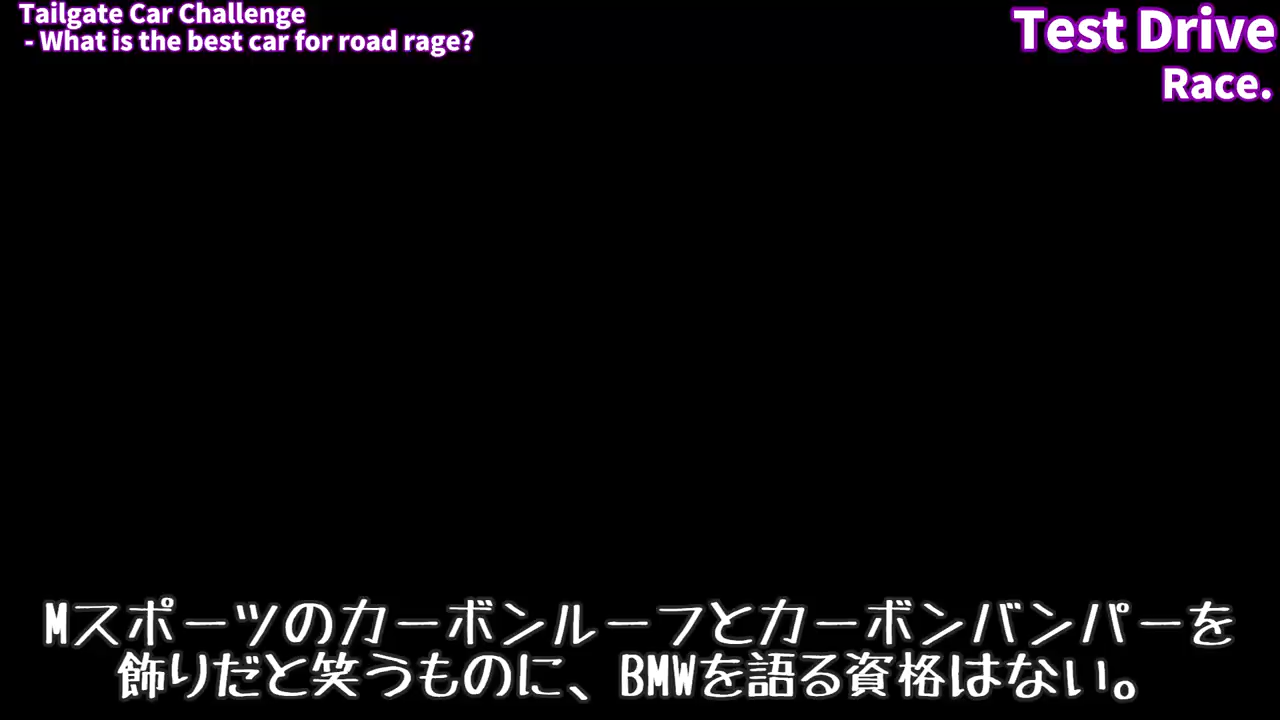 Tailgate Car Challenge
- What is the best car for road rage?
Test Drive
Race.
Mスポーツのカーボンルーフとカーボンバンパーを
飾りだと笑うものに、BMWを語る資格はない。